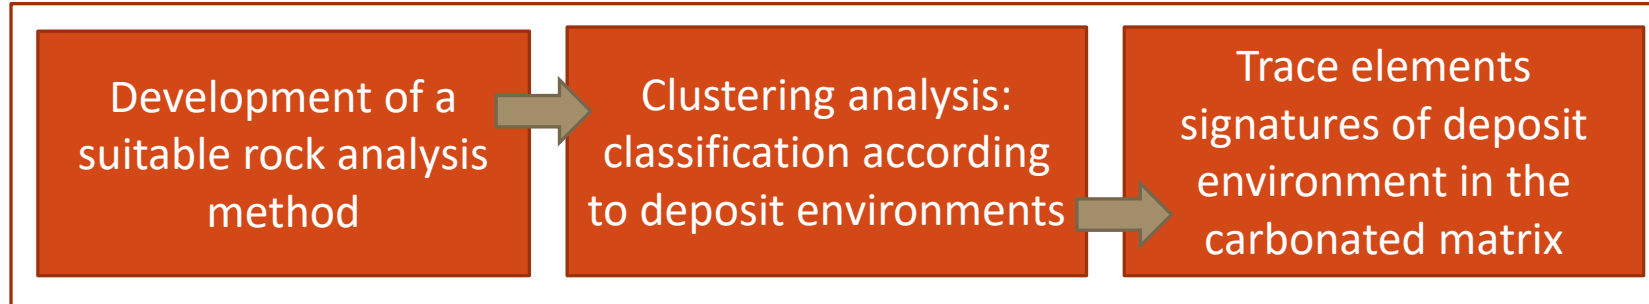 Development of a
suitable rock analysis
method
Clustering analysis:
classification according
to deposit environments
Trace elements
signatures of deposit
environment in the
carbonated matrix